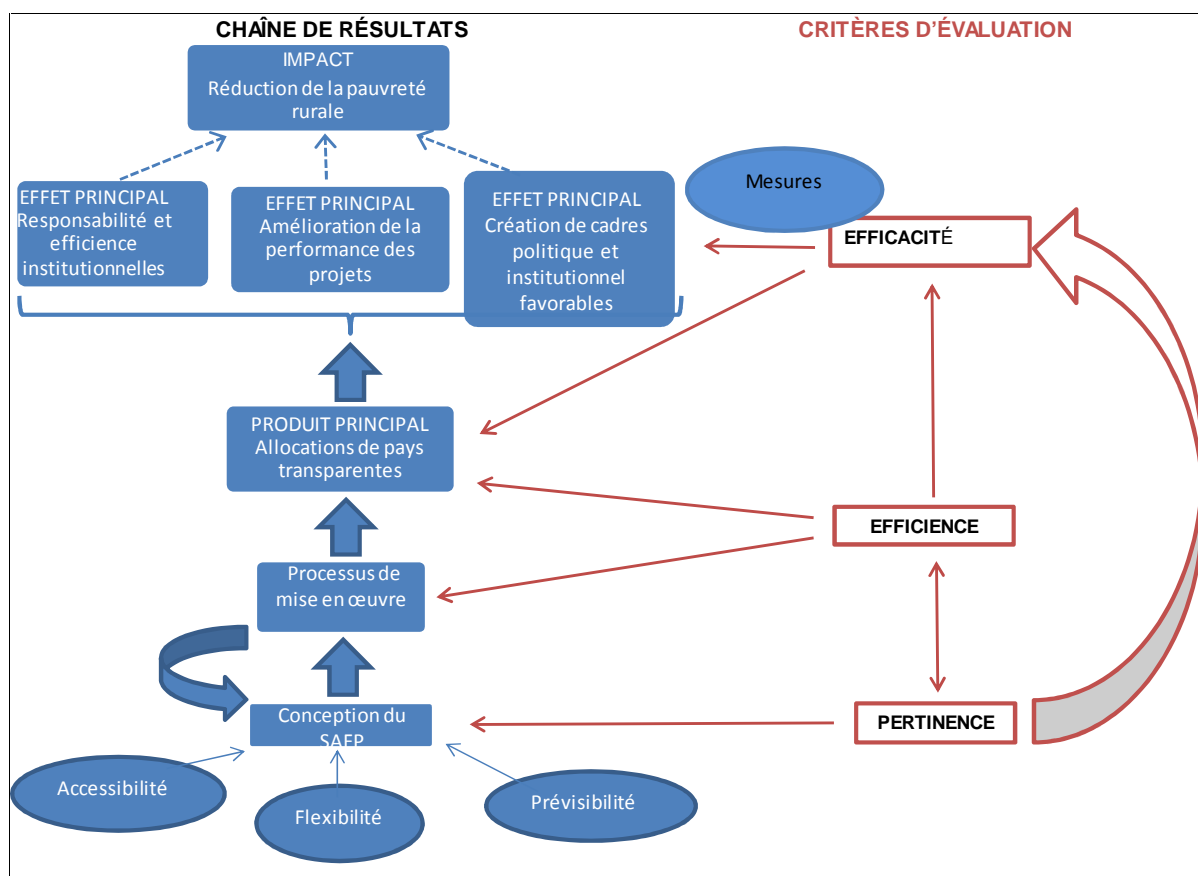 CHAÎNE DE RÉSULTATS
CRITÈRES D’ÉVALUATION
IMPACT
Réduction de la pauvreté
rurale
EFFET PRINCIPAL
Responsabilité et
efficience
institutionnelles
EFFET PRINCIPAL
Amélioration de la
performance des
projets
EFFET PRINCIPAL
Création de cadres
politique et
institutionnel
favorables
Mesures
EFFICACITÉ
PRODUIT PRINCIPAL
Allocations de pays
transparentes
EFFICIENCE
Processus de
mise en œuvre
Conception du
SAFP
PERTINENCE
Accessibilité
Flexibilité
Prévisibilité